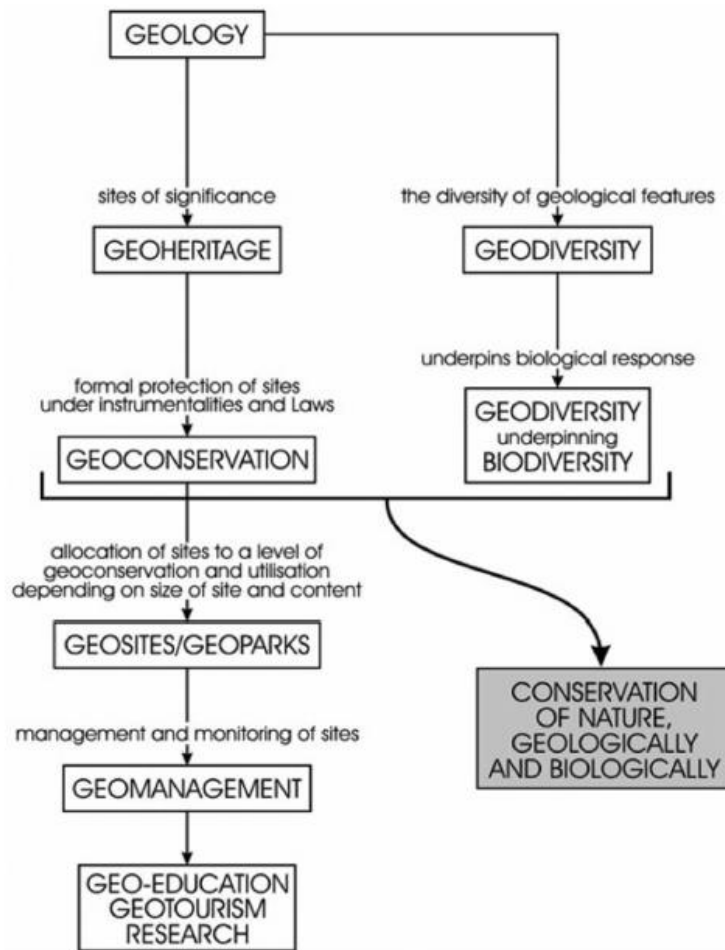 GEOLOGY
sites of significance
GEOHERITAGE
the diversity of geological features
GEODIVERSITY
formal protection of sites
under instrumentalities and Laws
GEOCONSERVATION
underpins biological response
GEODIVERSITY
underpinning
BIODIVERSITY
allocation of sites to a level of
geoconservation and utilisation
depending on size of site and content
GEOSITES/GEOPARKS
management and monitoring of sites
GEOMANAGEMENT
GEO-EDUCATION
GEOTOURISM
RESEARCH
CONSERVATION
OF NATURE,
GEOLOGICALLY
AND BIOLOGICALLY